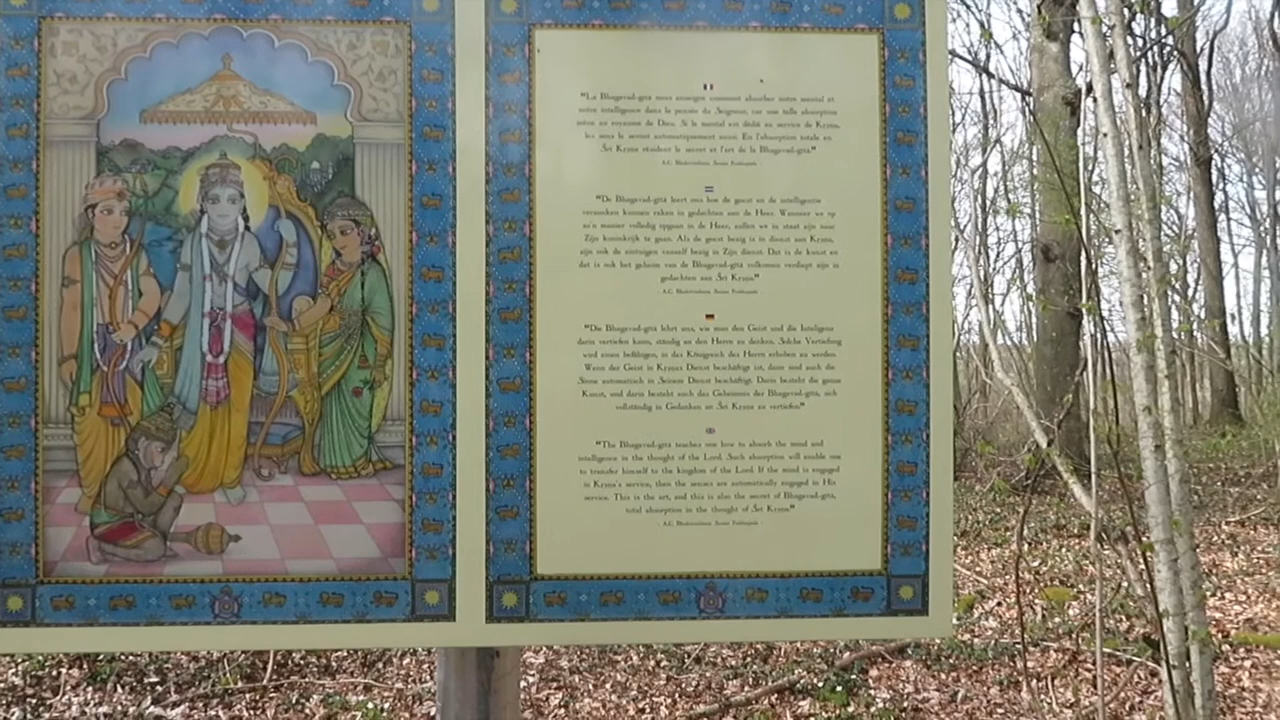 "La Bhagavad-gītā nous enseigne comment absorber notre mental et
notre intelligence dans la pensée du Seigneur, car une telle absorption
mène au royaume de Dieu. Si le mental est dédié au service de Kṛṣṇa,
les sens le seront automatiquement aussi. En l'absorption totale en
Śrī Kṛṣṇa résident le secret et l'art de la Bhagavad-gītā."
"De Bhagavad-gītā leert ons hoe de geest en de intelligentie
verzonken kunnen raken in gedachten aan de Heer. Wanneer we op
zo'n manier volledig opgaan in de Heer, zullen we in staat zijn naar
Zijn koninkrijk te gaan. Als de geest bezig is in dienst aan Kṛṣṇa,
zijn ook de zintuigen vanzelf bezig in Zijn dienst. Dat is de kunst en
dat is ook het geheim van de Bhagavad-gītā volkomen verdiept zijn in
gedachten aan Śrī Kṛṣṇa."
"Die Bhagavad-gītā lehrt uns, wie man den Geist und die Intelligenz
darin vertiefen kann, ständig an den Herrn zu denken. Solche Vertiefung
wird einen befähigen, in das Königreich des Herrn erhoben zu werden.
Wenn der Geist in Kṛṣṇas Dienst beschäftigt ist, dann sind auch die
Sinne automatisch in Seinem Dienst beschäftigt. Darin besteht die ganze
Kunst, und darin besteht auch das Geheimnis der Bhagavad-gītā, sich
vollständig in Gedanken an Śrī Kṛṣṇa zu vertiefen."
"The Bhagavad-gītā teaches one how to absorb the mind and
intelligence in the thought of the Lord. Such absorption will enable one
to transfer himself to the kingdom of the Lord. If the mind is engaged
in Kṛṣṇa's service, then the senses are automatically engaged in His
service. This is the art, and this is also the secret of Bhagavad-gītā,
total absorption in the thought of Śrī Kṛṣṇa."